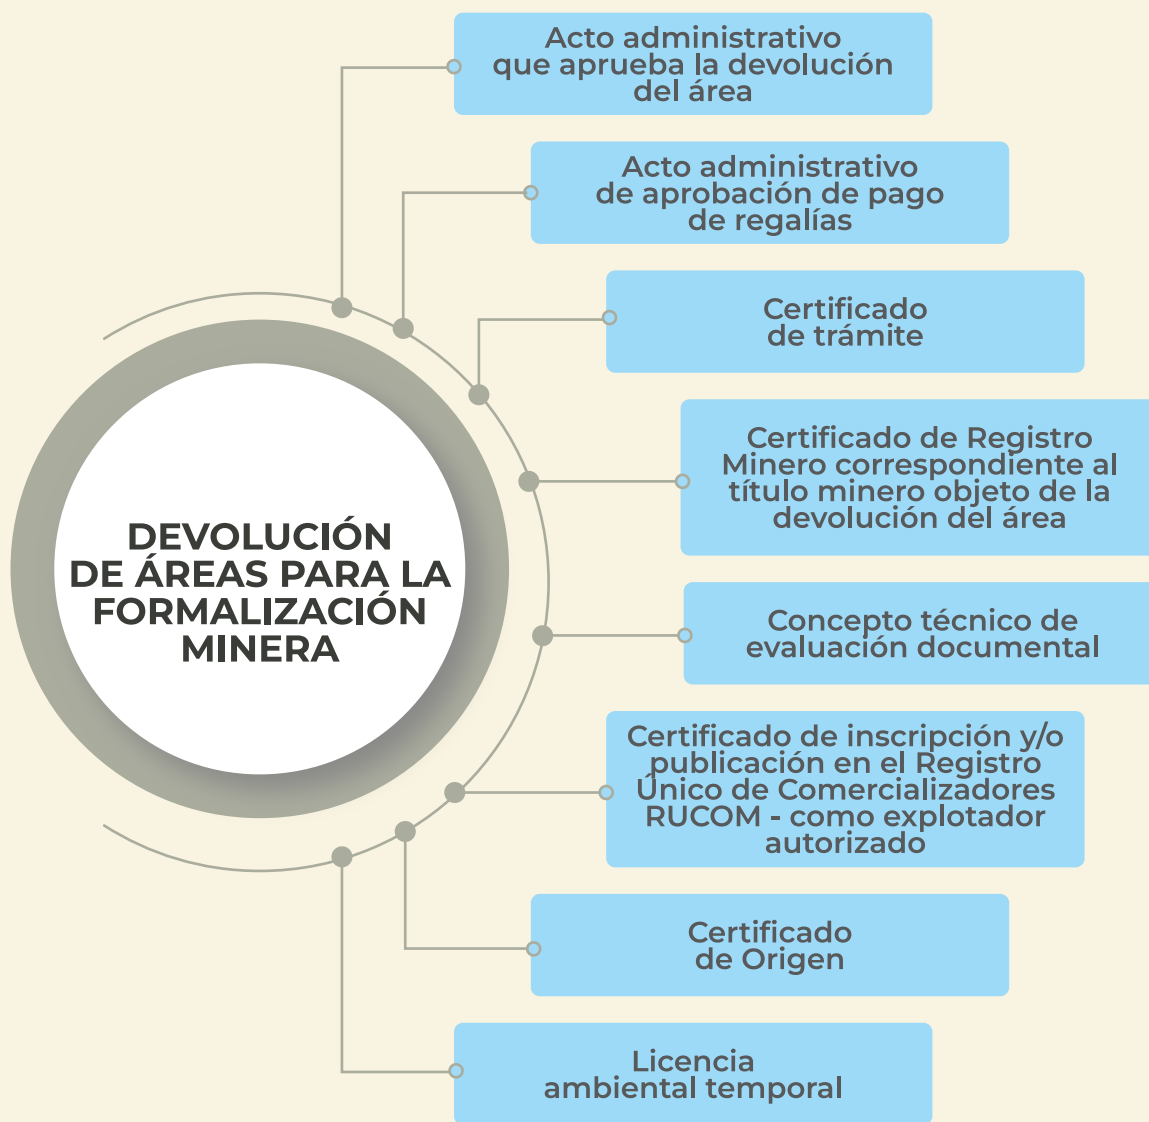 Acto administrativo
que aprueba la devolución
del área
Acto administrativo
de aprobación de pago
de regalías
Certificado
de trámite
Certificado de Registro
Minero correspondiente al
título minero objeto de la
devolución del área
DEVOLUCIÓN
DE ÁREAS PARA LA
FORMALIZACIÓN
MINERA
Concepto técnico de
evaluación documental
Certificado de inscripción y/o
publicación en el Registro
Único de Comercializadores
RUCOM - como explotador
autorizado
Certificado
de Origen
Licencia
ambiental temporal